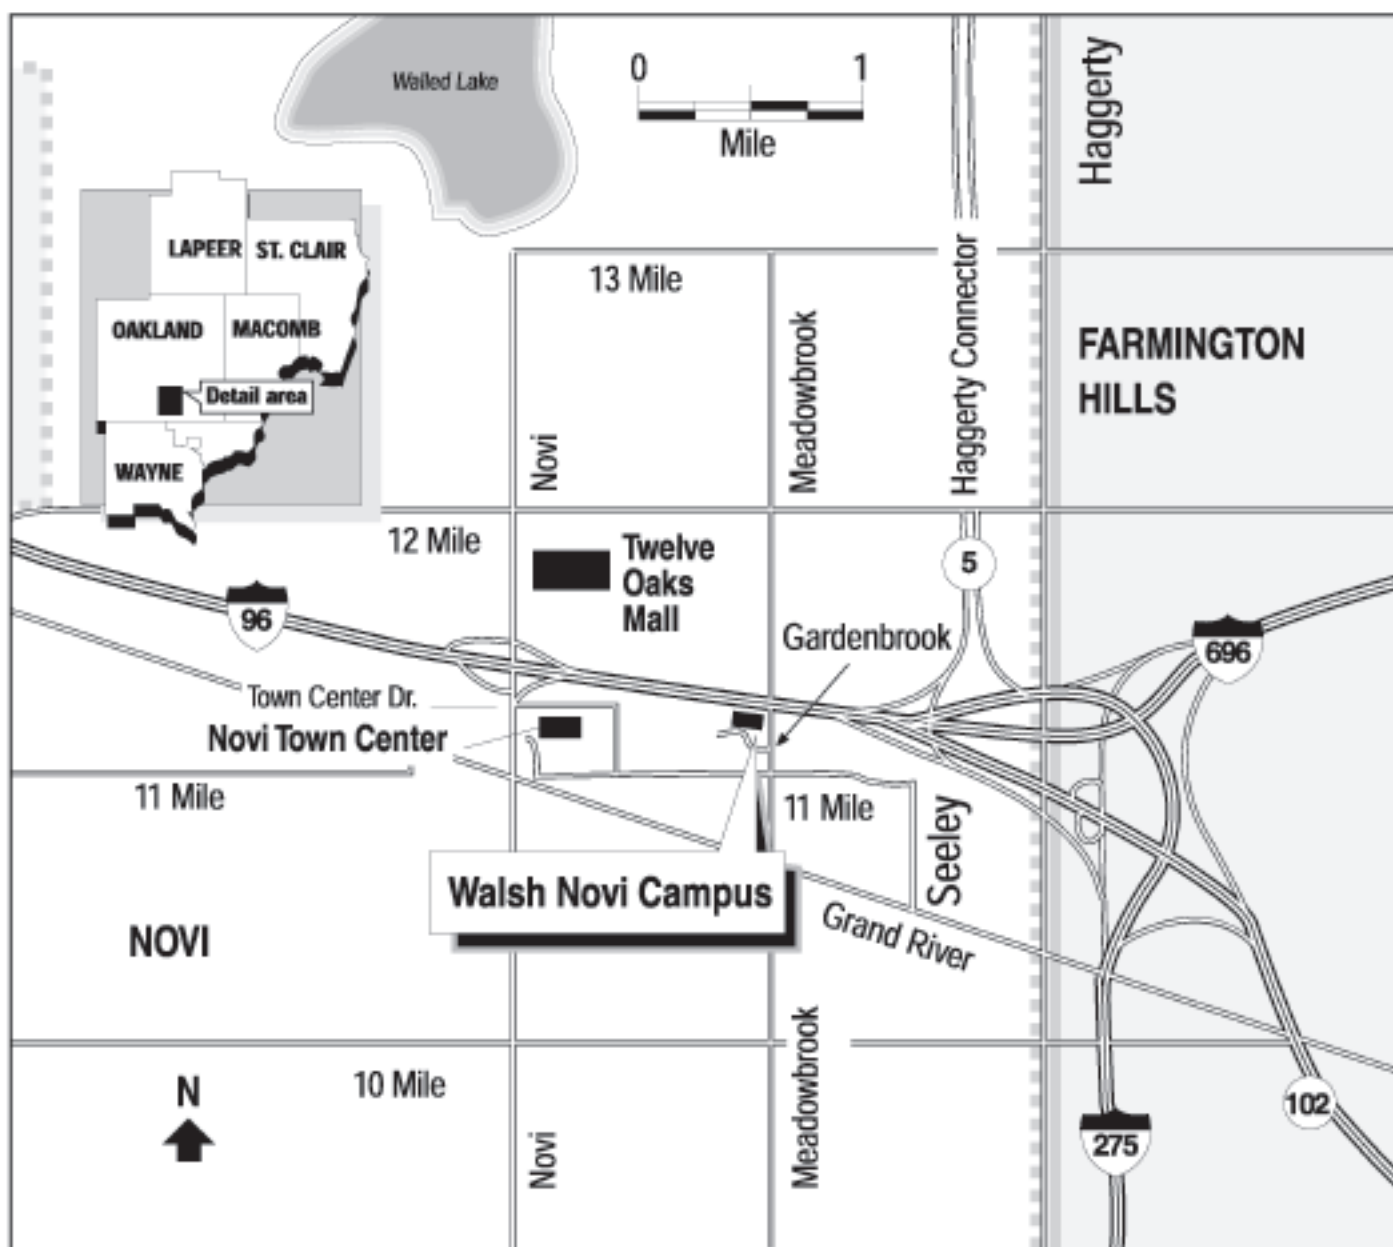 Walled Lake
0 1
Mile
Haggerty
LAPEER
ST. CLAIR
OAKLAND
MACOMB
Detail area
WAYNE
13 Mile
Novi
Meadowbrook
Haggerty Connector
FARMINGTON
HILLS
12 Mile
Twelve
Oaks
Mall
5
96
Gardenbrook
696
Town Center Dr.
Novi Town Center
11 Mile
11 Mile
Seeley
Walsh Novi Campus
Grand River
NOVI
N
10 Mile
Novi
Meadowbrook
275
102